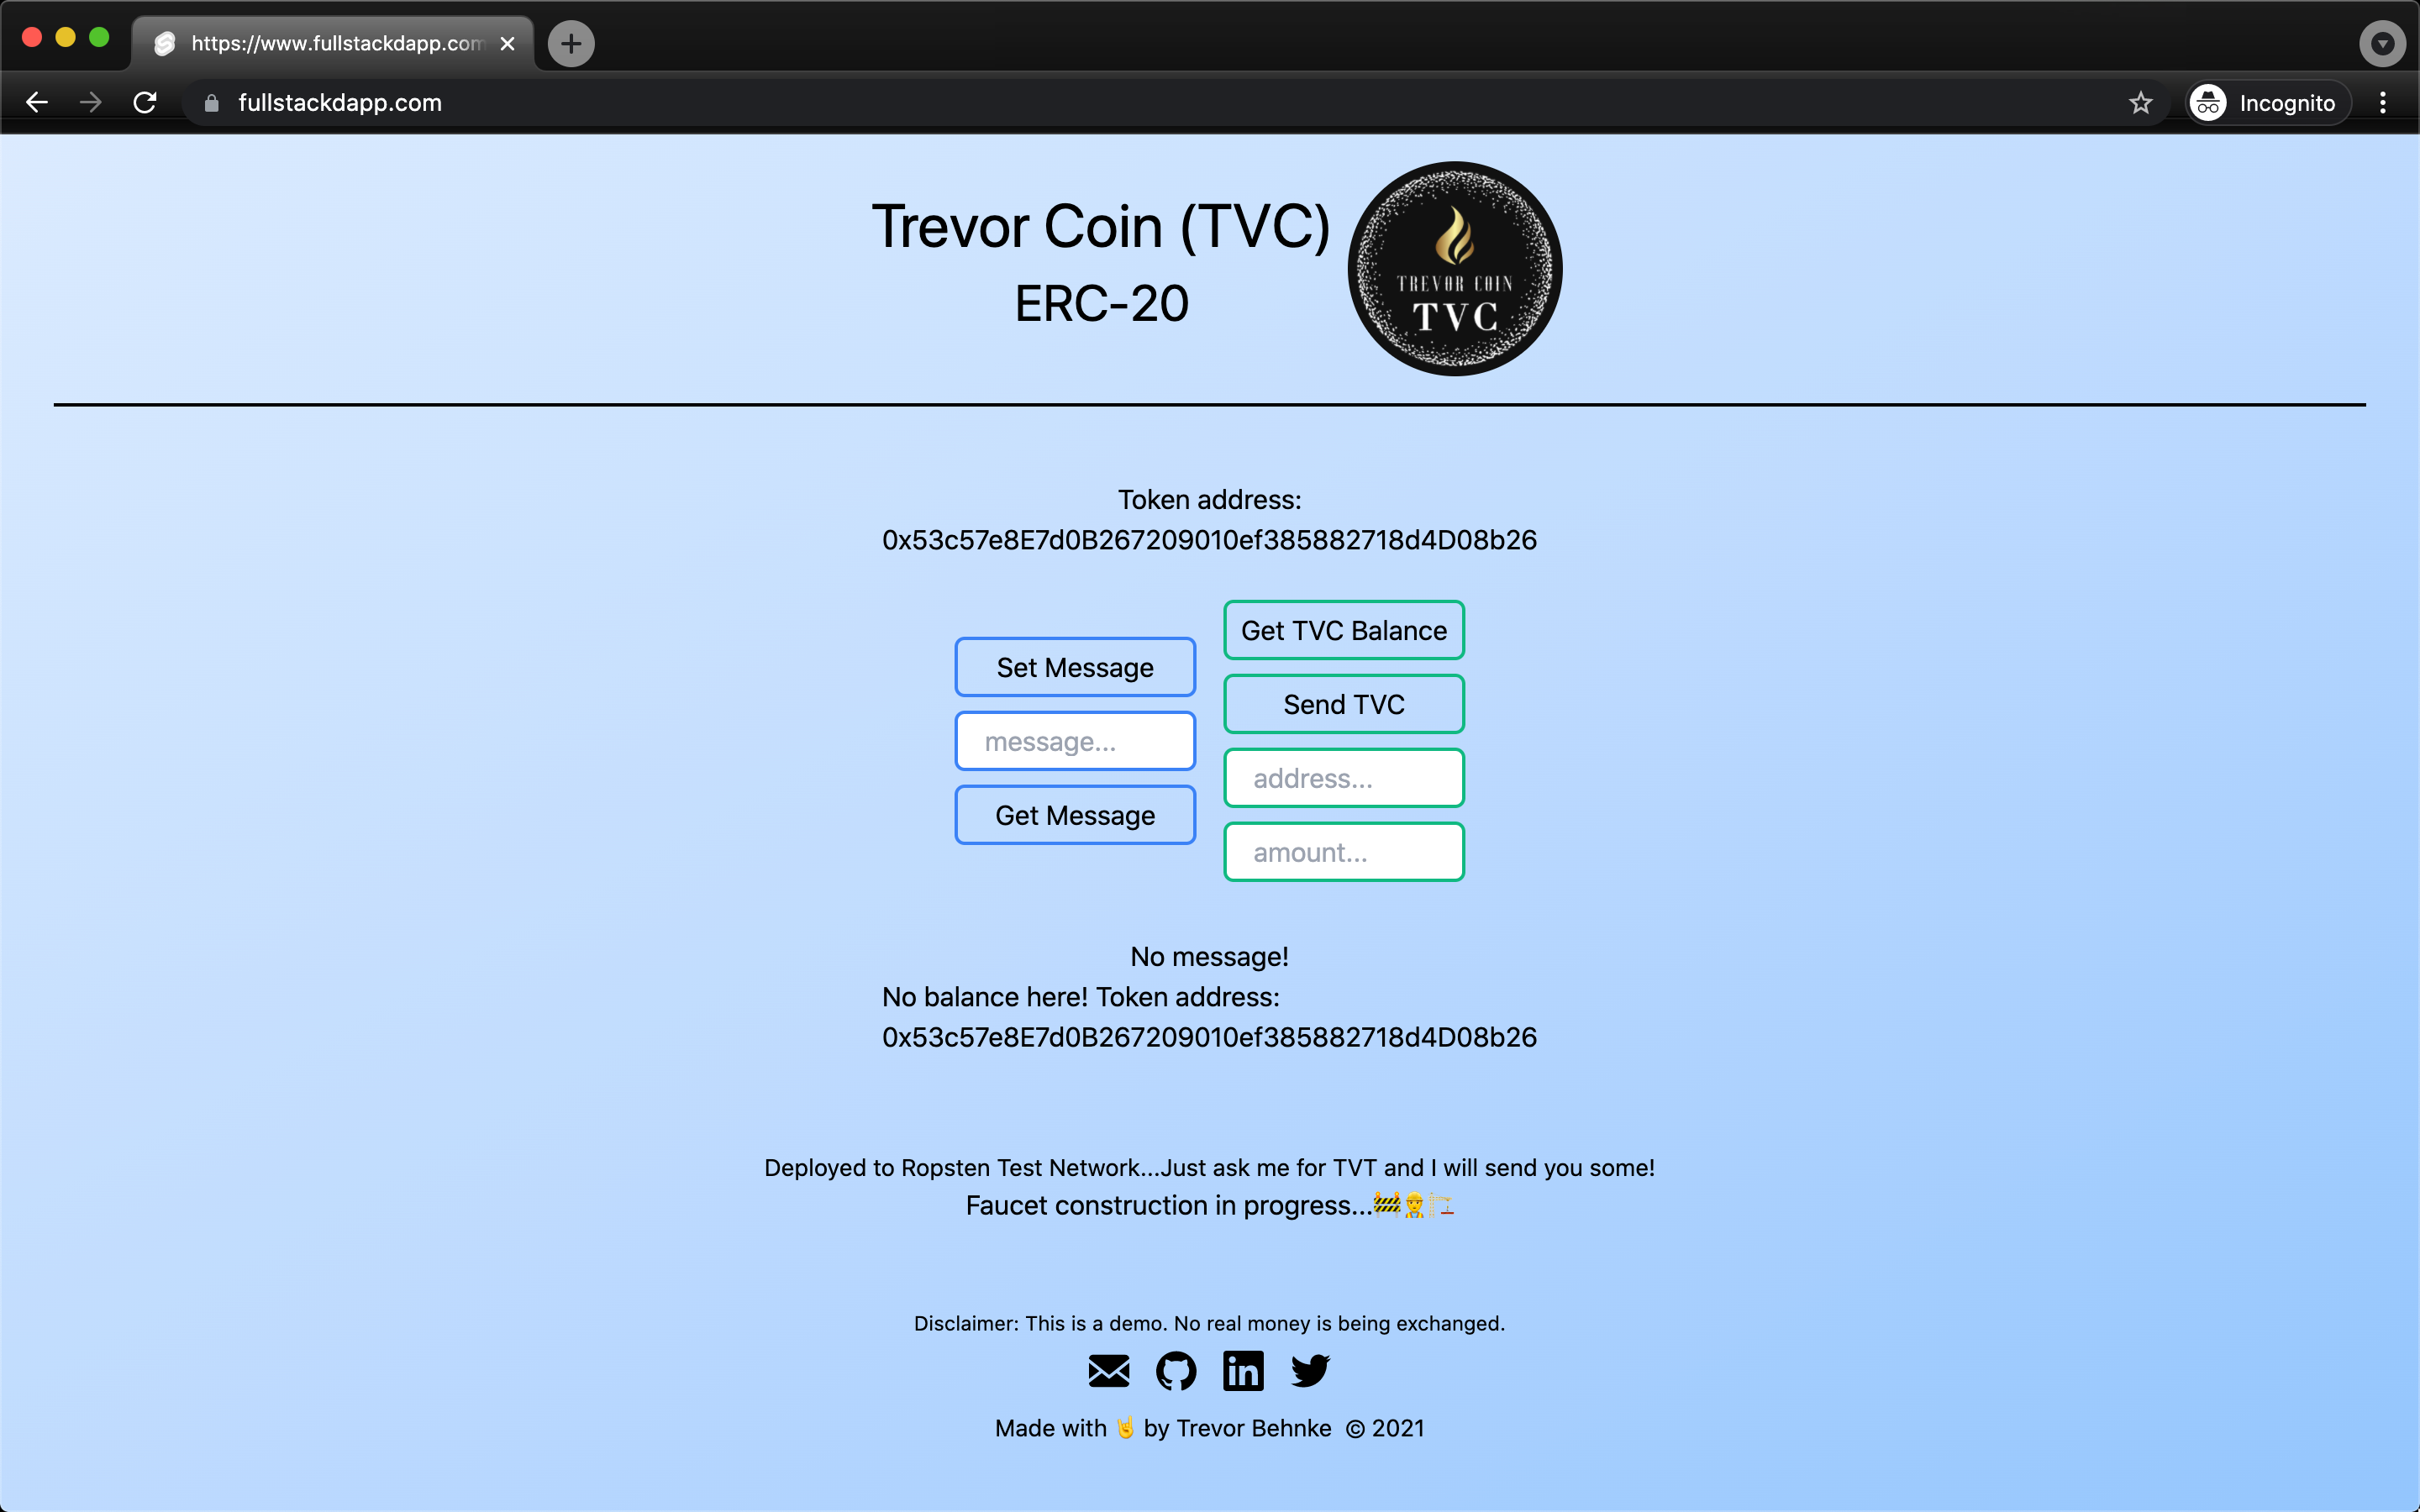 https://www.fullstackdapp.com
fullstackdapp.com
Incognito
Trevor Coin (TVC)
ERC-20
TREVOR COIN
TVC
Token address:
0x53c57e8E7d0B267209010ef385882718d4D08b26
Set Message
message...
Get Message
Get TVC Balance
Send TVC
address...
amount...
No message!
No balance here! Token address:
0x53c57e8E7d0B267209010ef385882718d4D08b26
Deployed to Ropsten Test Network...Just ask me for TVT and I will send you some!
Faucet construction in progress...🚧👷🏗
Disclaimer: This is a demo. No real money is being exchanged.
in
Made with 🤘 by Trevor Behnke © 2021